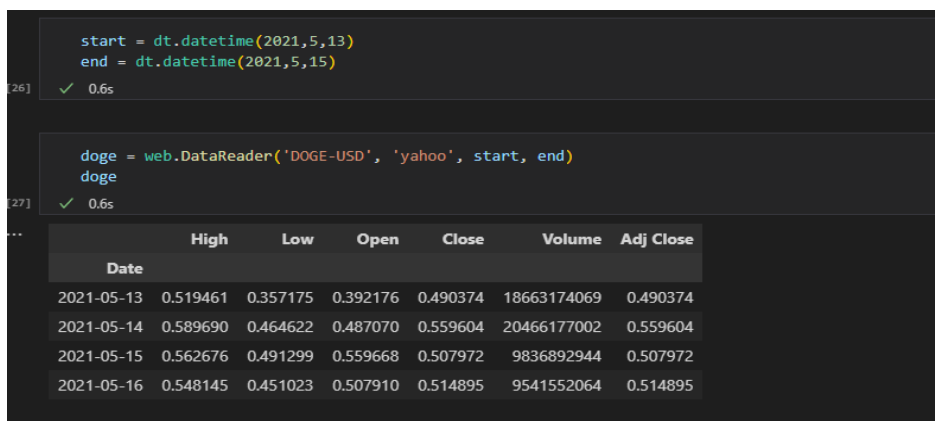 start = dt.datetime(2021,5,13)
end = dt.datetime(2021,5,15)
[26] ✓ 0.6s
doge = web.DataReader('DOGE-USD', 'yahoo', start, end)
doge
[27] ✓ 0.6s
...
High Low Open Close Volume Adj Close
Date
2021-05-13 0.519461 0.357175 0.392176 0.490374 18663174069 0.490374
2021-05-14 0.589690 0.464622 0.487070 0.559604 20466177002 0.559604
2021-05-15 0.562676 0.491299 0.559668 0.507972 9836892944 0.507972
2021-05-16 0.548145 0.451023 0.507910 0.514895 9541552064 0.514895